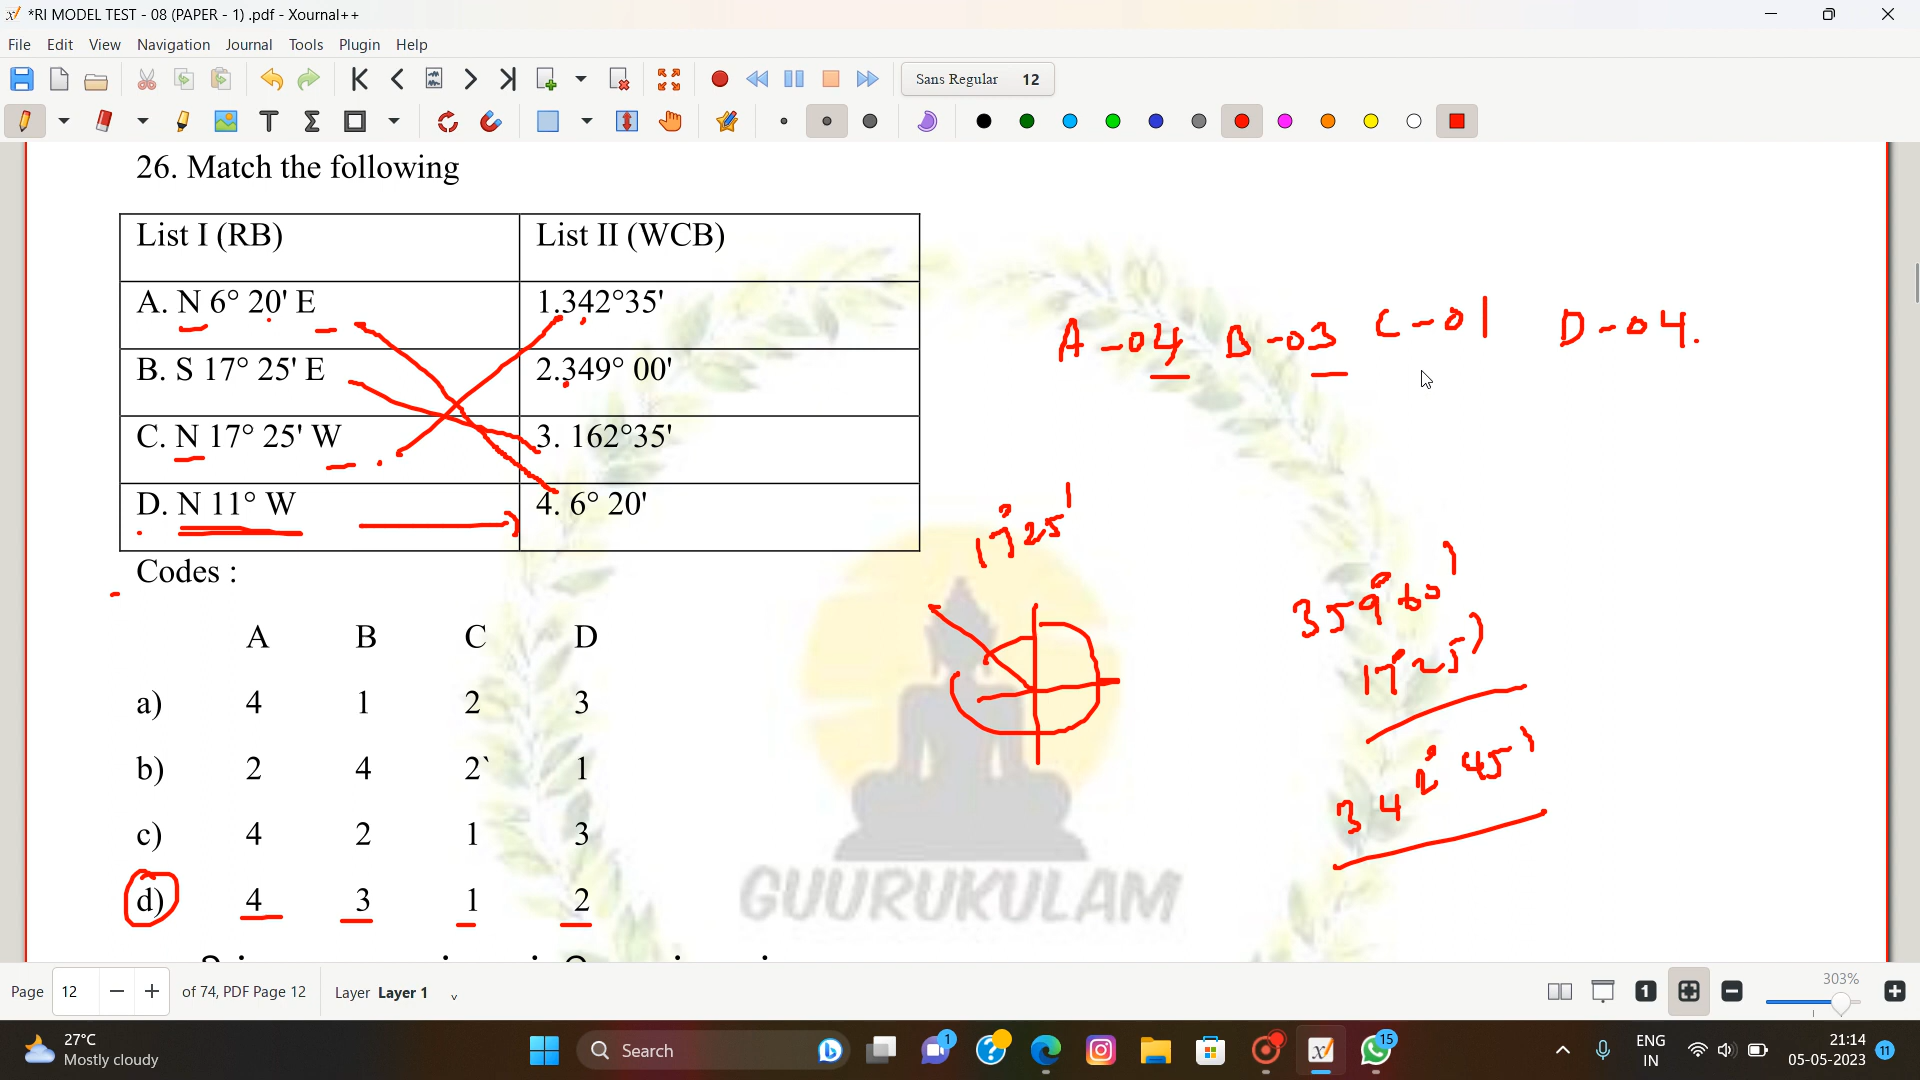 *RI MODEL TEST - 08 (PAPER - 1) .pdf - Xournal++
File Edit View Navigation Journal Tools Plugin Help
Sans Regular 12
26. Match the following
List I (RB) List II (WCB)
A. N 6° 20' E 1.342°35'
B. S 17° 25' E 2.349° 00'
C. N 17° 25' W 3. 162°35'
D. N 11° W 4. 6° 20'
A -04 B -03 C -01 D -04.
17°25'
359°60'
17°25'
342°45'
Codes :
A B C D
a) 4 1 2 3
b) 2 4 2` 1
c) 4 2 1 3
d) 4 3 1 2
GUURUKULAM
Page 12 of 74, PDF Page 12 Layer Layer 1 303%
27°C
Mostly cloudy
Search
1
15
ENG
IN
21:14
05-05-2023
11